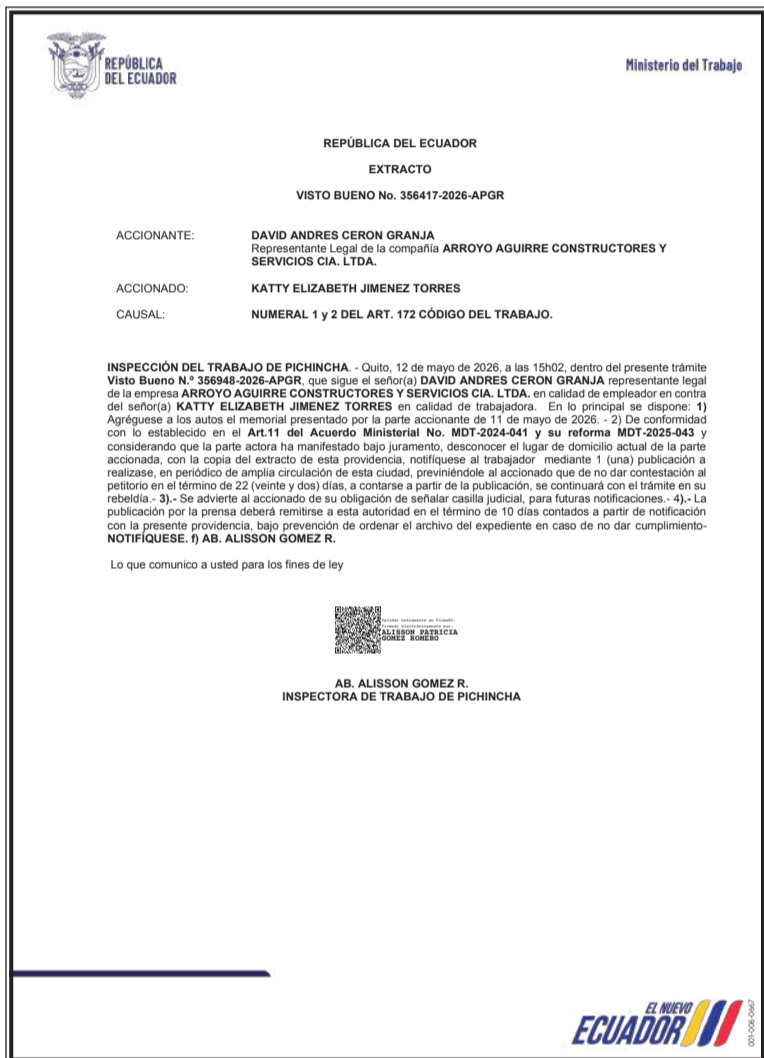 REPÚBLICA
DEL ECUADOR
Ministerio del Trabajo
REPÚBLICA DEL ECUADOR
EXTRACTO
VISTO BUENO No. 356417-2026-APGR
ACCIONANTE: DAVID ANDRES CERON GRANJA
Representante Legal de la compañía ARROYO AGUIRRE CONSTRUCTORES Y
SERVICIOS CIA. LTDA.
ACCIONADO: KATTY ELIZABETH JIMENEZ TORRES
CAUSAL: NUMERAL 1 y 2 DEL ART. 172 CÓDIGO DEL TRABAJO.
INSPECCIÓN DEL TRABAJO DE PICHINCHA. - Quito, 12 de mayo de 2026, a las 15h02, dentro del presente trámite
Visto Bueno N.º 356948-2026-APGR, que sigue el señor(a) DAVID ANDRES CERON GRANJA representante legal
de la empresa ARROYO AGUIRRE CONSTRUCTORES Y SERVICIOS CIA. LTDA. en calidad de empleador en contra
del señor(a) KATTY ELIZABETH JIMENEZ TORRES en calidad de trabajadora. En lo principal se dispone: 1)
Agréguese a los autos el memorial presentado por la parte accionante de 11 de mayo de 2026. - 2) De conformidad
con lo establecido en el Art.11 del Acuerdo Ministerial No. MDT-2024-041 y su reforma MDT-2025-043 y
considerando que la parte actora ha manifestado bajo juramento, desconocer el lugar de domicilio actual de la parte
accionada, con la copia del extracto de esta providencia, notifíquese al trabajador mediante 1 (una) publicación a
realizase, en periódico de amplia circulación de esta ciudad, previniéndole al accionado que de no dar contestación al
petitorio en el término de 22 (veinte y dos) días, a contarse a partir de la publicación, se continuará con el trámite en su
rebeldía.- 3).- Se advierte al accionado de su obligación de señalar casilla judicial, para futuras notificaciones.- 4).- La
publicación por la prensa deberá remitirse a esta autoridad en el término de 10 días contados a partir de notificación
con la presente providencia, bajo prevención de ordenar el archivo del expediente en caso de no dar cumplimiento-
NOTIFÍQUESE. f) AB. ALISSON GOMEZ R.
Lo que comunico a usted para los fines de ley
Firmado electrónicamente por:
ALISSON PATRICIA
GOMEZ ROMERO
AB. ALISSON GOMEZ R.
INSPECTORA DE TRABAJO DE PICHINCHA
EL NUEVO
ECUADOR
001-006-0667